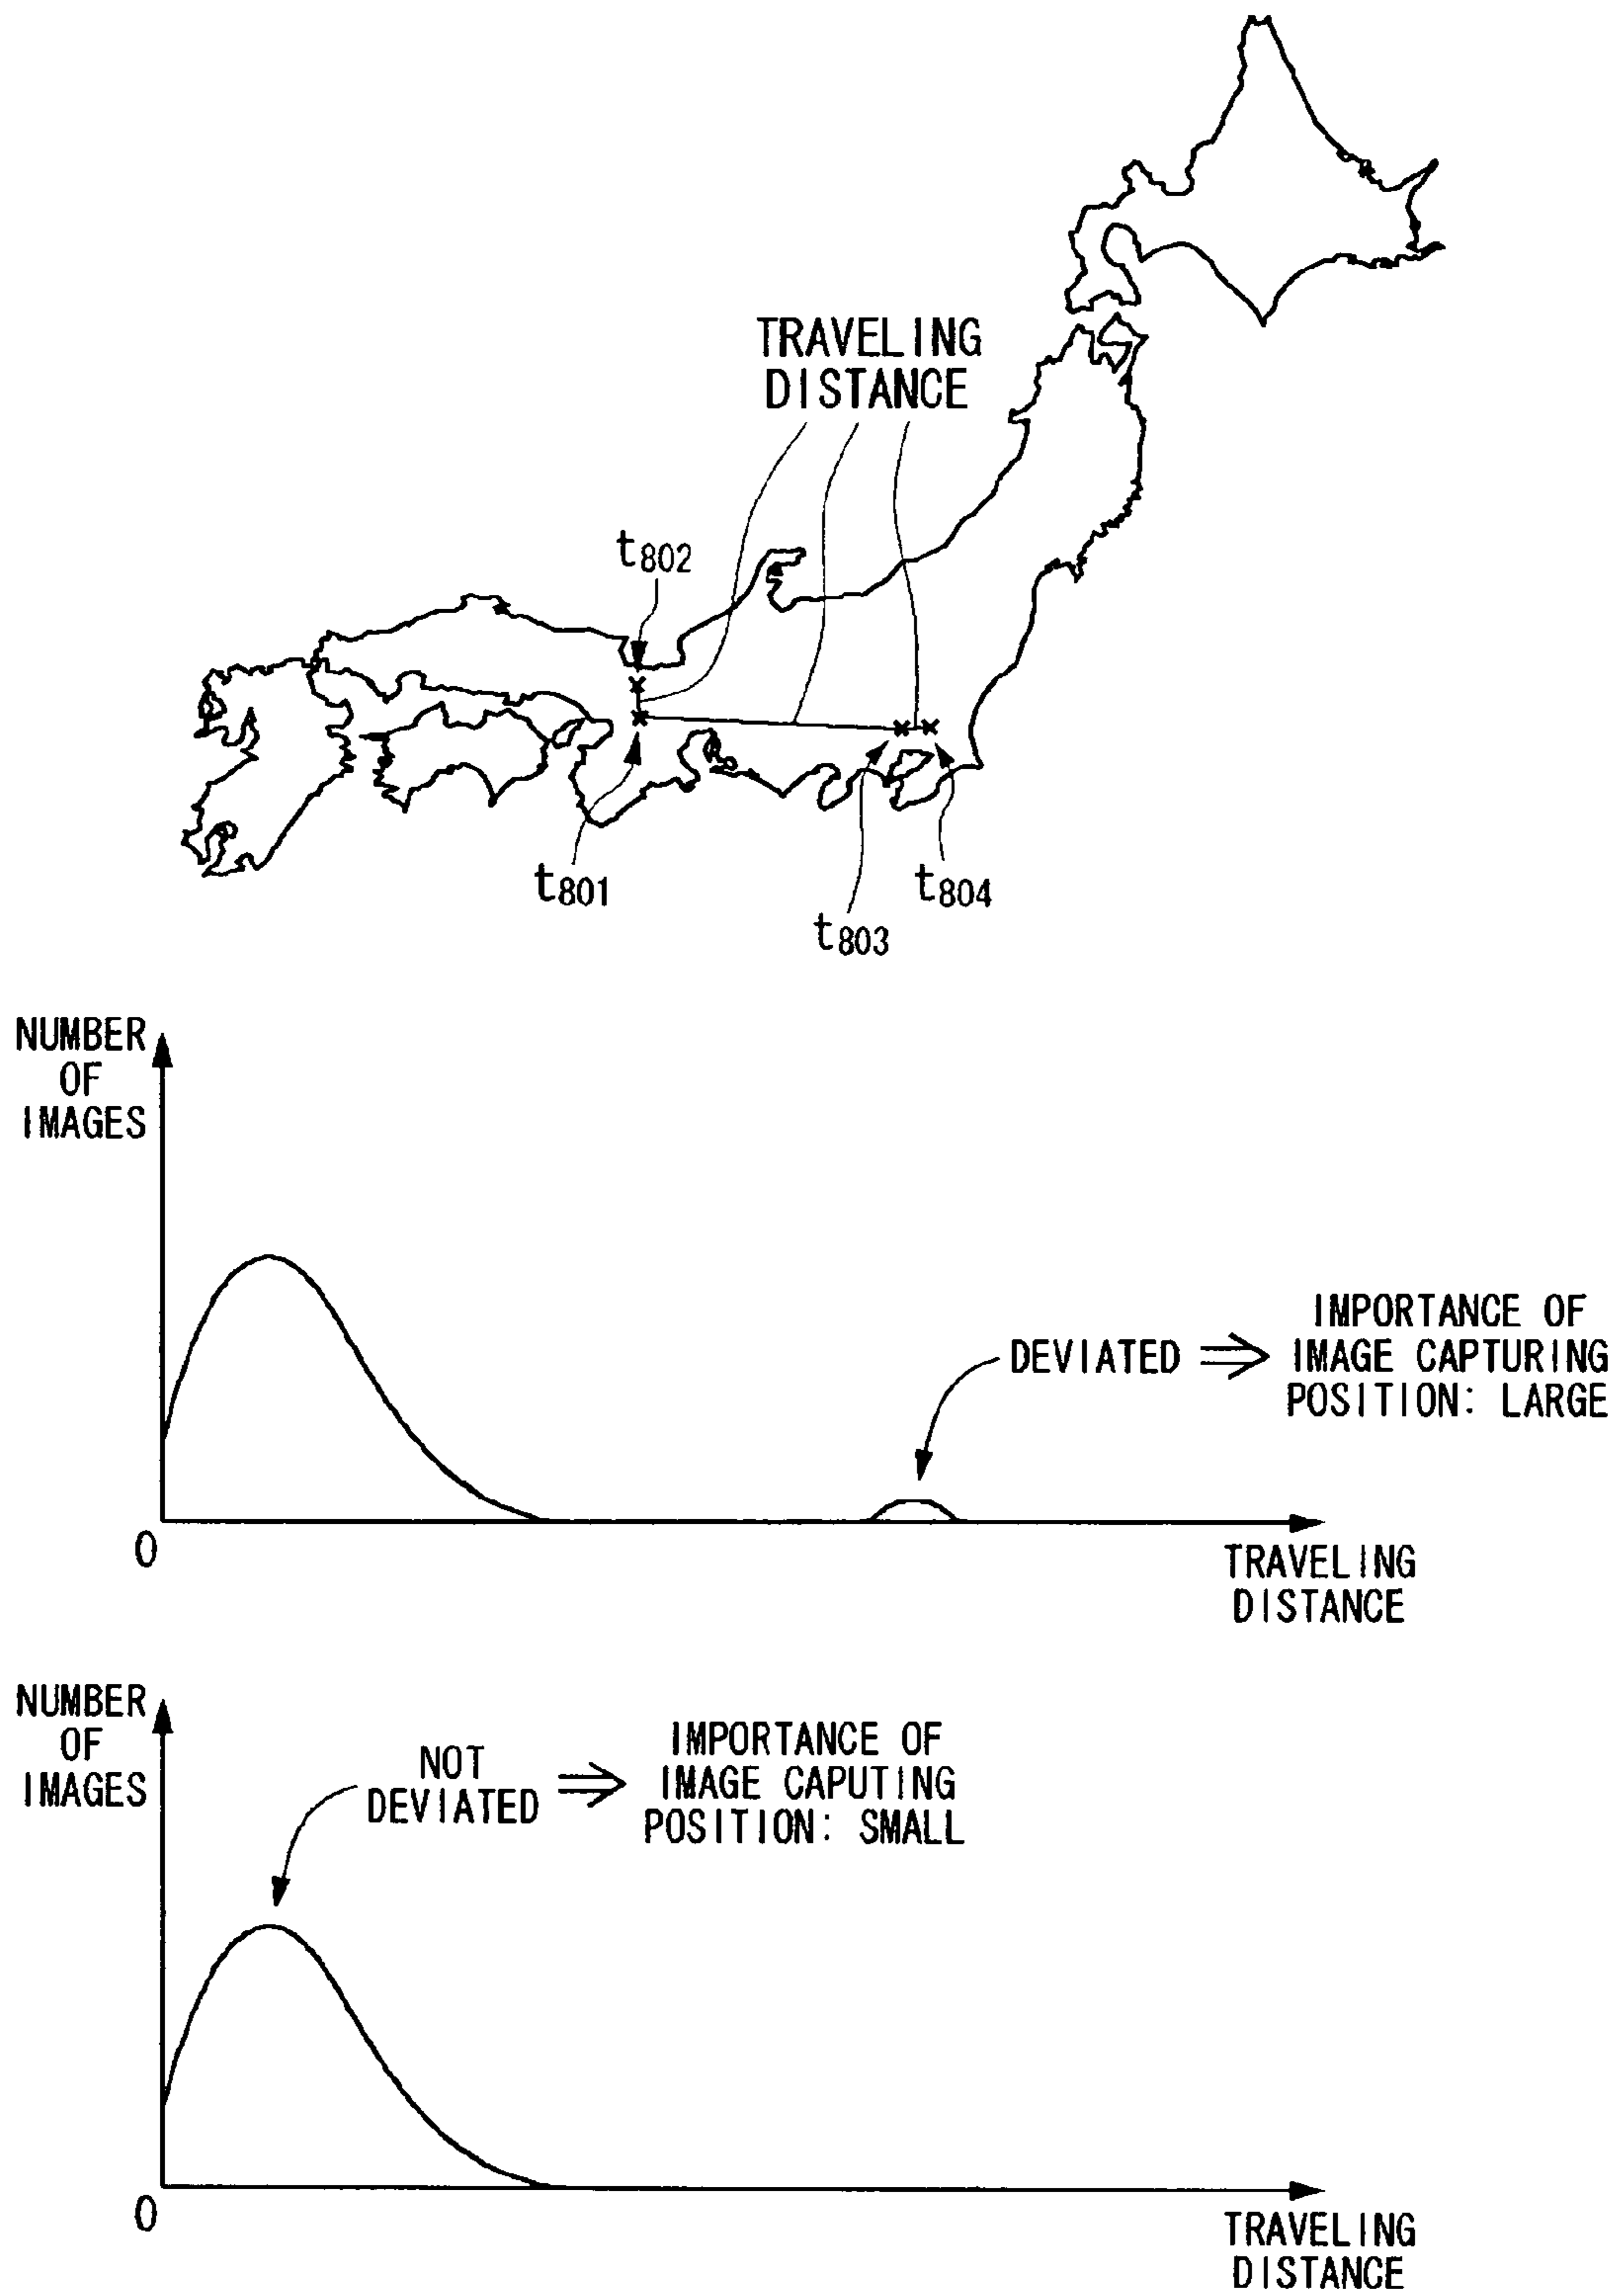 TRAVELING
DISTANCE
t802
t801
t803
t804
NUMBER
OF
IMAGES
DEVIATED ⇒ IMPORTANCE OF
IMAGE CAPTURING
POSITION: LARGE
0
TRAVELING
DISTANCE
NUMBER
OF
IMAGES
NOT
DEVIATED ⇒ IMPORTANCE OF
IMAGE CAPUTING
POSITION: SMALL
0
TRAVELING
DISTANCE